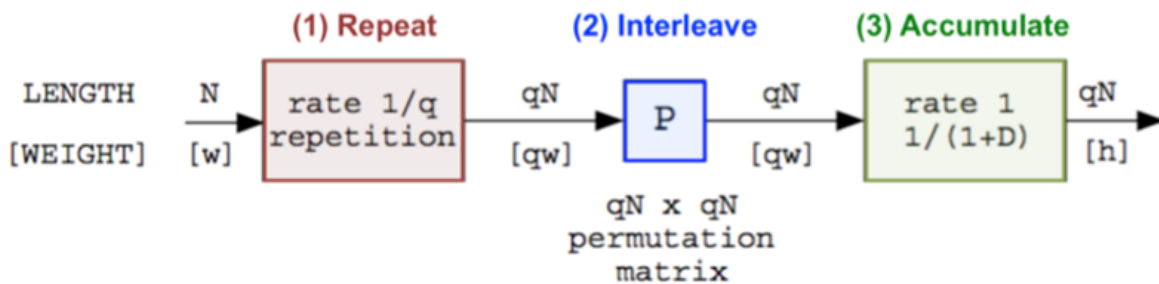 (1) Repeat
(2) Interleave
(3) Accumulate
LENGTH
N
qN
qN
qN
rate 1/q
repetition
P
rate 1
1/(1+D)
[WEIGHT]
[w]
[qw]
[qw]
[h]
qN x qN
permutation
matrix